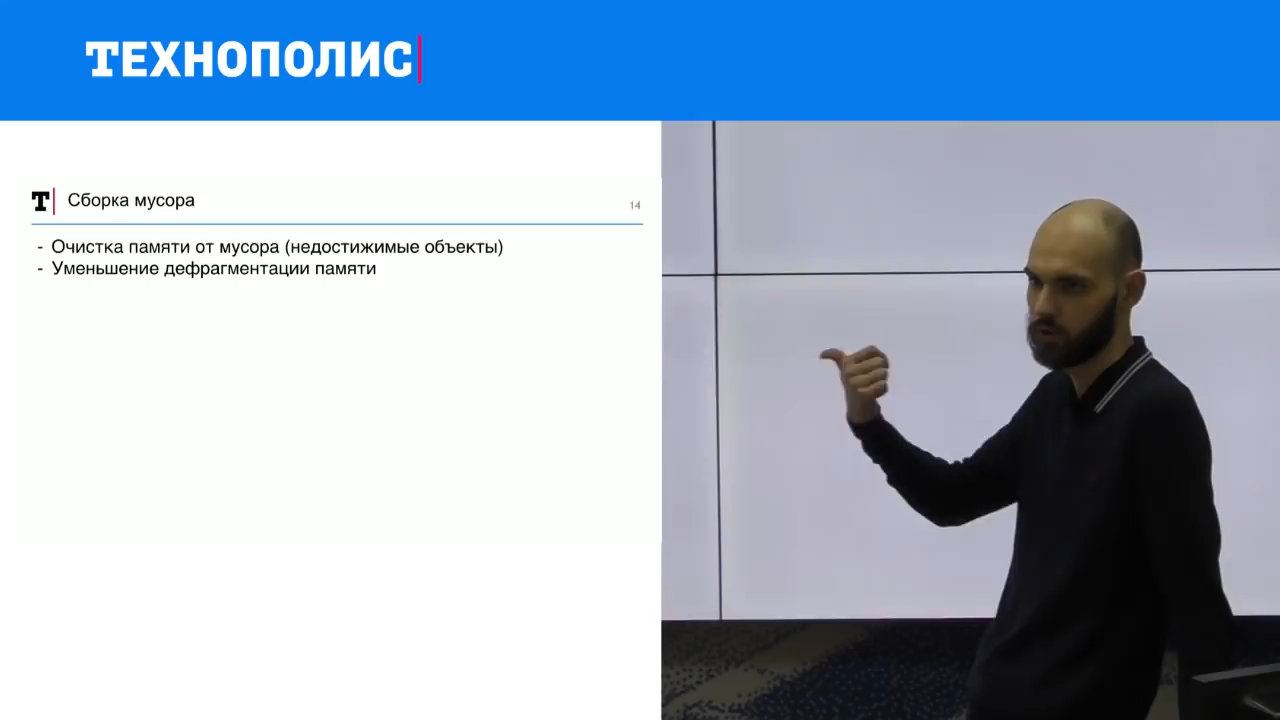 ТЕХНОПОЛИС
Т Сборка мусора
14
- Очистка памяти от мусора (недостижимые объекты)
- Уменьшение дефрагментации памяти